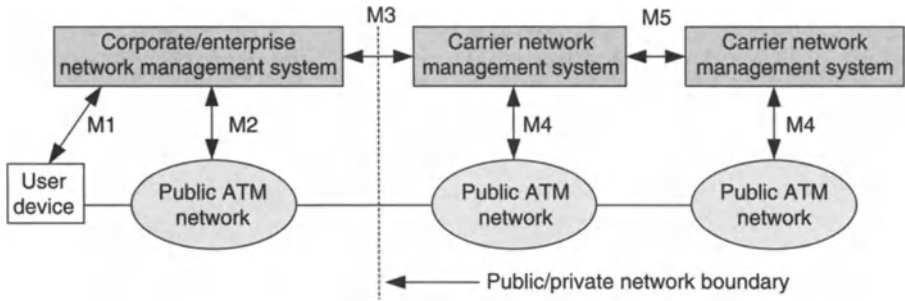 M3
M5
Corporate/enterprise
network management system
Carrier network
management system
Carrier network
management system
M1
M2
M4
M4
User
device
Public ATM
network
Public ATM
network
Public ATM
network
Public/private network boundary